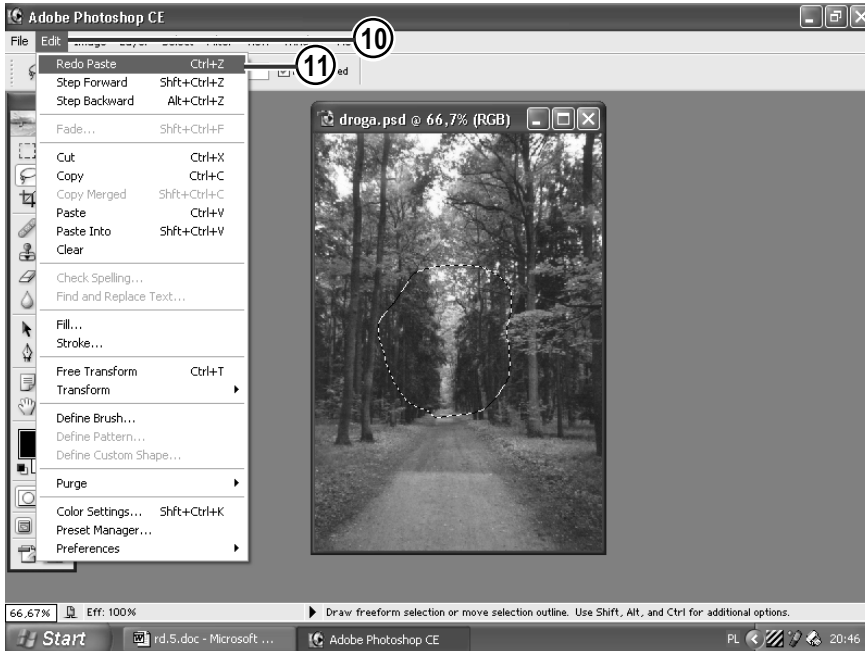 Adobe Photoshop CE
File Edit
10
Redo Paste Ctrl+Z
11
ed
Step Forward Shft+Ctrl+Z
Step Backward Alt+Ctrl+Z
Fade... Shft+Ctrl+F
Cut Ctrl+X
Copy Ctrl+C
Copy Merged Shft+Ctrl+C
Paste Ctrl+V
Paste Into Shft+Ctrl+V
Clear
Check Spelling...
Find and Replace Text...
Fill...
Stroke...
Free Transform Ctrl+T
Transform
Define Brush...
Define Pattern...
Define Custom Shape...
Purge
Color Settings... Shft+Ctrl+K
Preset Manager...
Preferences
droga.psd @ 66,7% (RGB)
66,67% Eff: 100% Draw freeform selection or move selection outline. Use Shift, Alt, and Ctrl for additional options.
Start rd.5.doc - Microsoft ... Adobe Photoshop CE PL 20:46